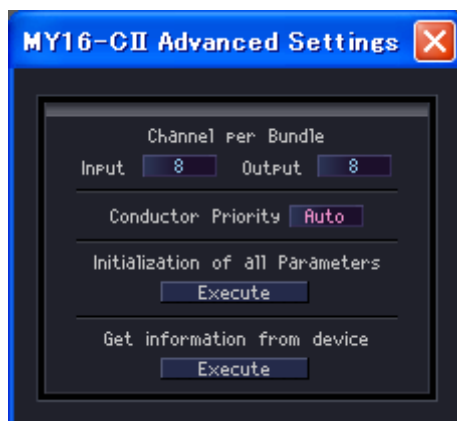 MY16-CII Advanced Settings
Channel per Bundle
Input 8 Output 8
Conductor Priority Auto
Initialization of all Parameters
Execute
Get information from device
Execute